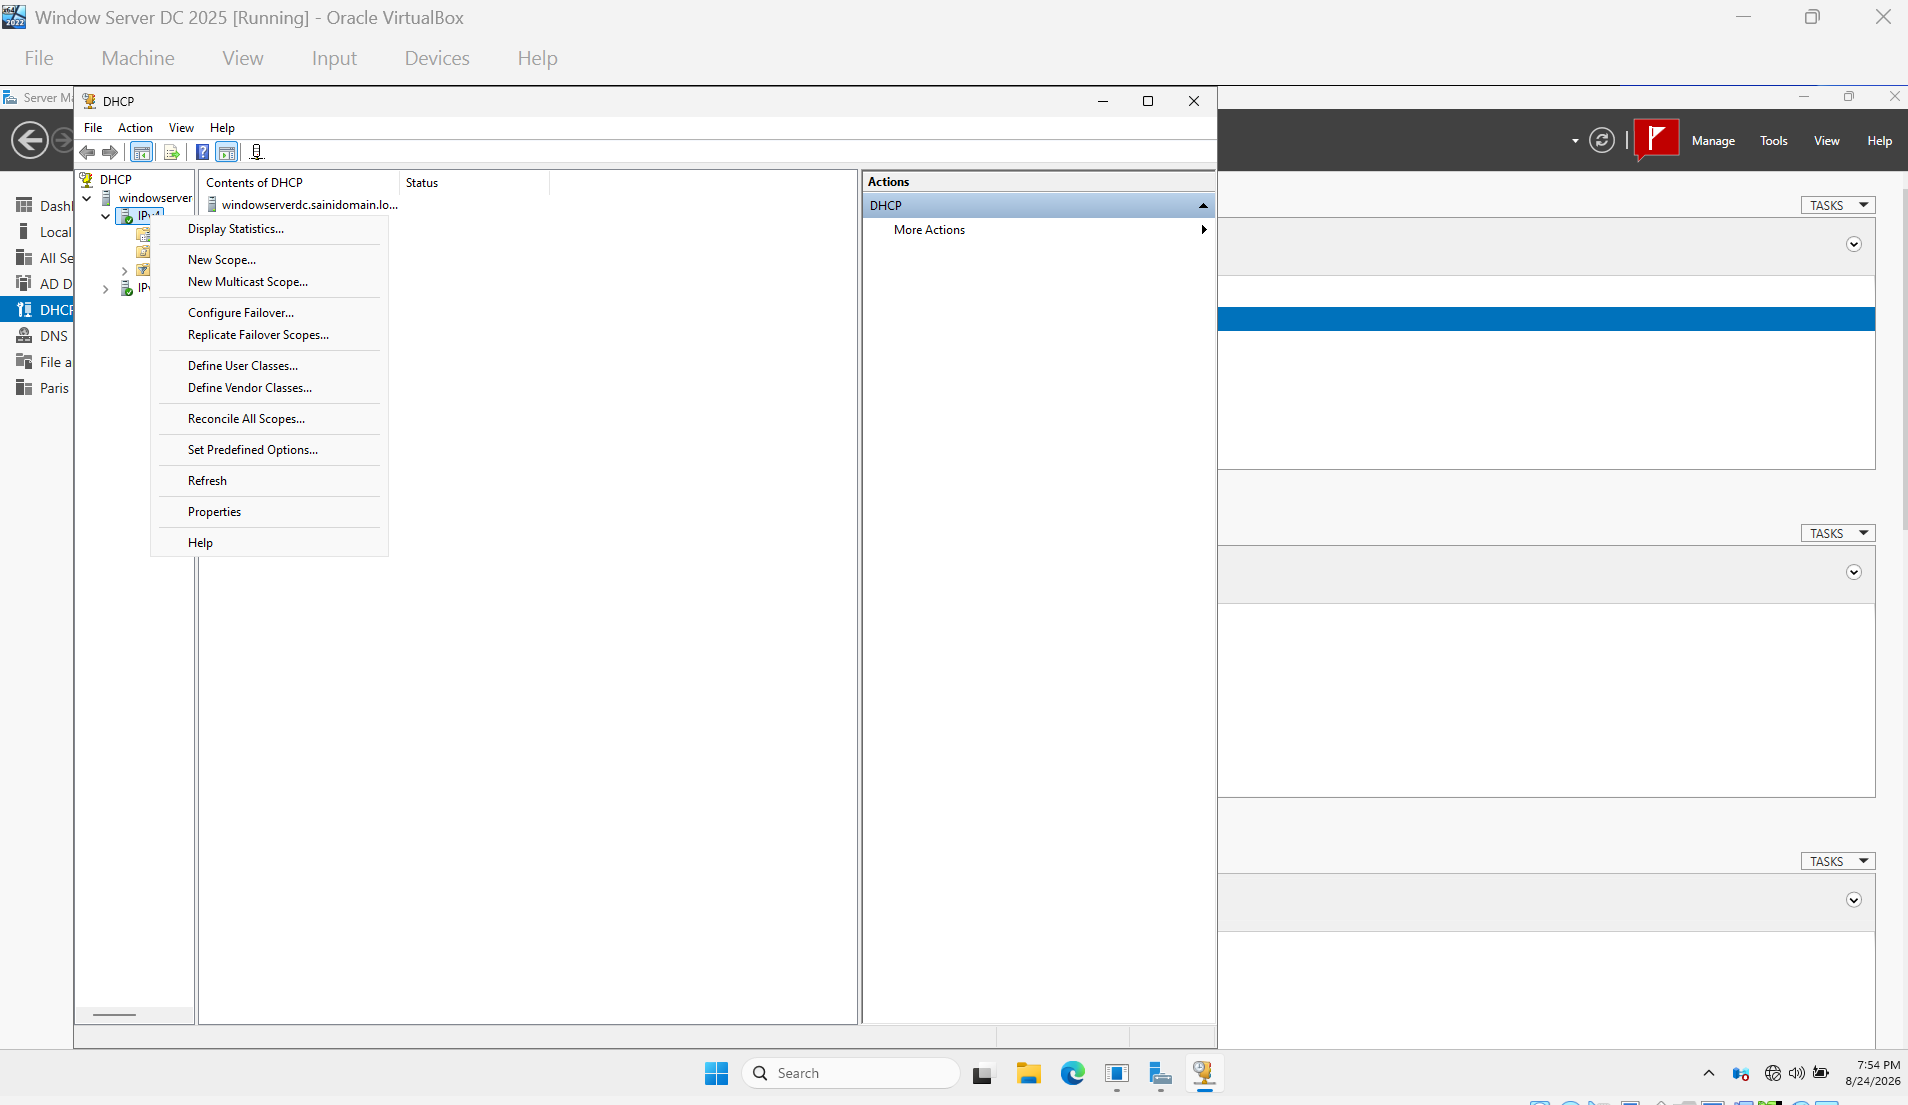 Window Server DC 2025 [Running] - Oracle VirtualBox
File Machine View Input Devices Help
Server Ma
DHCP
File Action View Help
Manage Tools View Help
DHCP
windowserver
IPv4
Contents of DHCP Status
windowserverdc.sainidomain.lo...
Actions
DHCP
More Actions
Dashl
Local
All Se
AD D
DHCP
DNS
File a
Paris
Display Statistics...
New Scope...
New Multicast Scope...
Configure Failover...
Replicate Failover Scopes...
Define User Classes...
Define Vendor Classes...
Reconcile All Scopes...
Set Predefined Options...
Refresh
Properties
Help
TASKS
TASKS
TASKS
Search
7:54 PM
8/24/2026